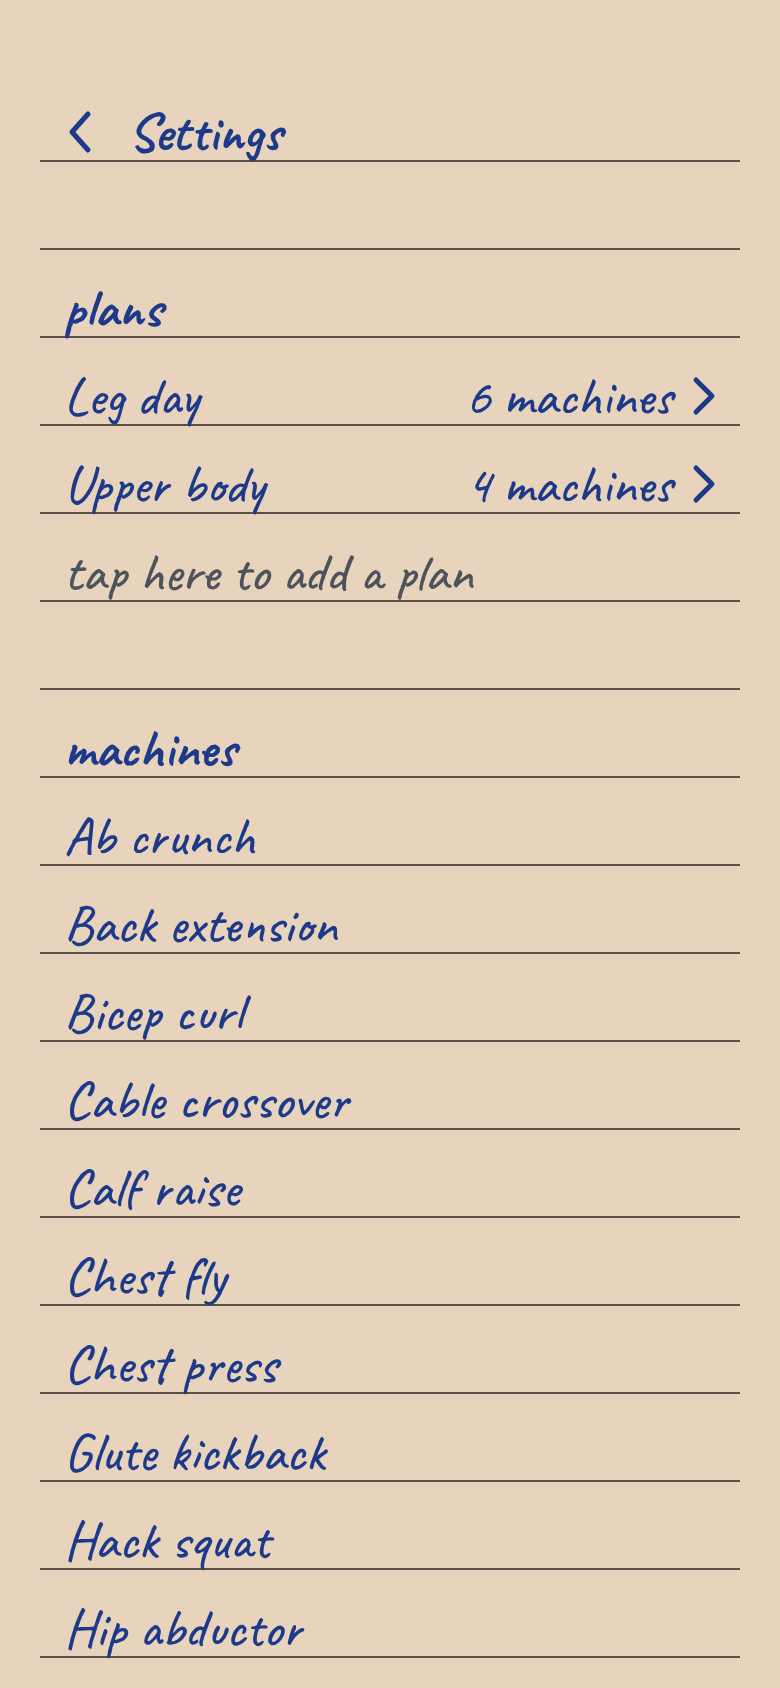 Settings
plans
Leg day 6 machines
Upper body 4 machines
tap here to add a plan
machines
Ab crunch
Back extension
Bicep curl
Cable crossover
Calf raise
Chest fly
Chest press
Glute kickback
Hack squat
Hip abductor